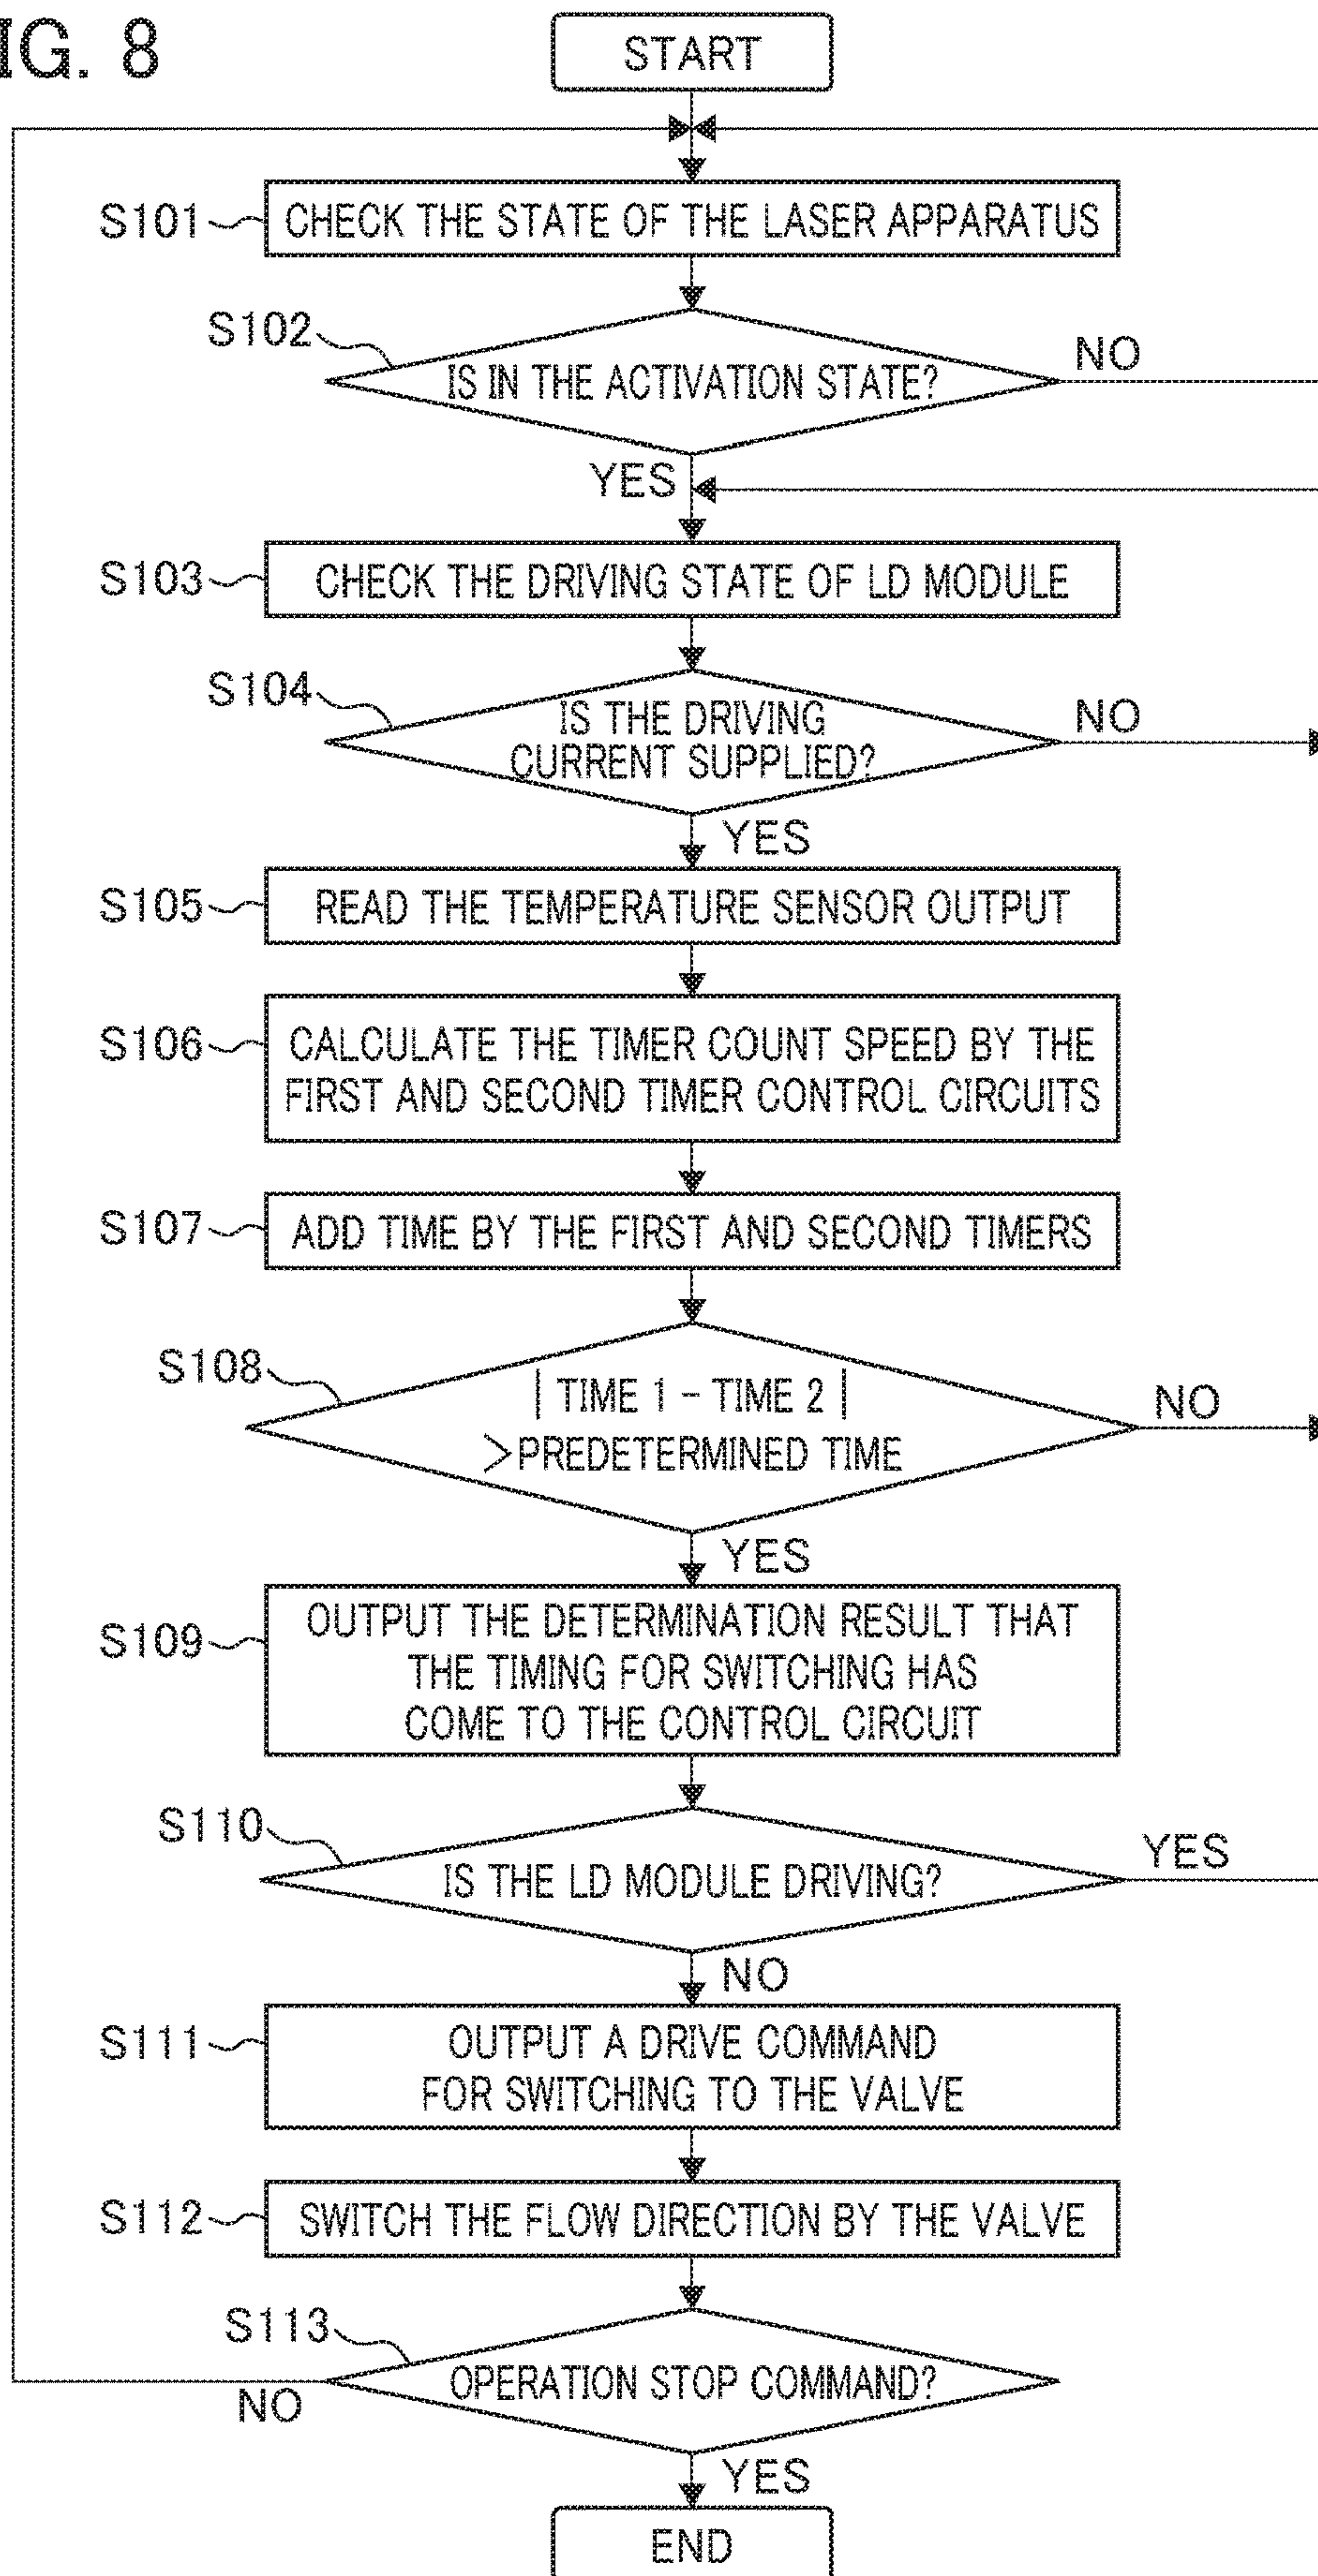 IG. 8
START
S101
CHECK THE STATE OF THE LASER APPARATUS
S102
IS IN THE ACTIVATION STATE?
NO
YES
S103
CHECK THE DRIVING STATE OF LD MODULE
S104
IS THE DRIVING
CURRENT SUPPLIED?
NO
YES
S105
READ THE TEMPERATURE SENSOR OUTPUT
S106
CALCULATE THE TIMER COUNT SPEED BY THE
FIRST AND SECOND TIMER CONTROL CIRCUITS
S107
ADD TIME BY THE FIRST AND SECOND TIMERS
S108
| TIME 1 - TIME 2 |
>PREDETERMINED TIME
NO
YES
S109
OUTPUT THE DETERMINATION RESULT THAT
THE TIMING FOR SWITCHING HAS
COME TO THE CONTROL CIRCUIT
S110
IS THE LD MODULE DRIVING?
YES
NO
S111
OUTPUT A DRIVE COMMAND
FOR SWITCHING TO THE VALVE
S112
SWITCH THE FLOW DIRECTION BY THE VALVE
S113
OPERATION STOP COMMAND?
NO
YES
END